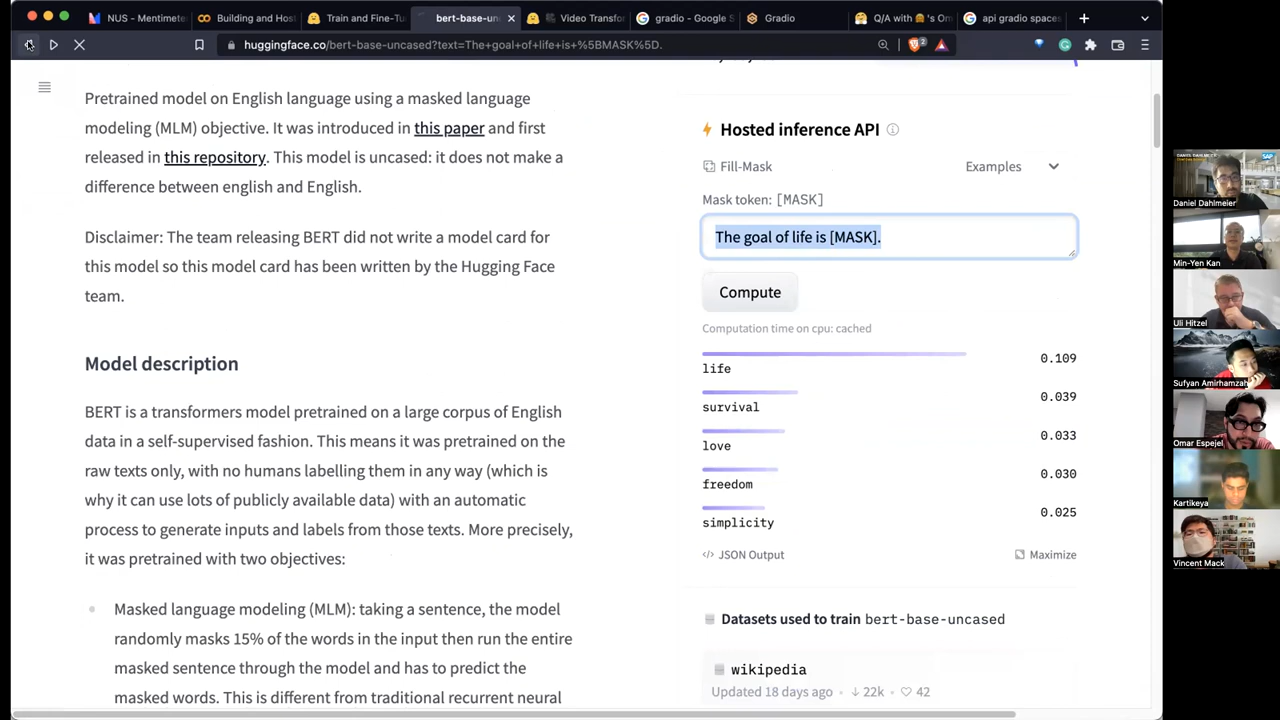 NUS - Mentimeter
Building and Hos
Train and Fine-Tu
bert-base-un
Video Transfor
gradio - Google S
Gradio
Q/A with 🤗 's Om
api gradio spaces
huggingface.co/bert-base-uncased?text=The+goal+of+life+is+%5BMASK%5D.
2
Pretrained model on English language using a masked language
modeling (MLM) objective. It was introduced in this paper and first
released in this repository. This model is uncased: it does not make a
difference between english and English.
Disclaimer: The team releasing BERT did not write a model card for
this model so this model card has been written by the Hugging Face
team.
Model description
BERT is a transformers model pretrained on a large corpus of English
data in a self-supervised fashion. This means it was pretrained on the
raw texts only, with no humans labelling them in any way (which is
why it can use lots of publicly available data) with an automatic
process to generate inputs and labels from those texts. More precisely,
it was pretrained with two objectives:
Masked language modeling (MLM): taking a sentence, the model
randomly masks 15% of the words in the input then run the entire
masked sentence through the model and has to predict the
masked words. This is different from traditional recurrent neural
Hosted inference API
Fill-Mask
Examples
Mask token: [MASK]
The goal of life is [MASK].
Compute
Computation time on cpu: cached
life 0.109
survival 0.039
love 0.033
freedom 0.030
simplicity 0.025
</> JSON Output
Maximize
Datasets used to train bert-base-uncased
wikipedia
Updated 18 days ago • ↓ 22k • ♡ 42
SAP
Daniel Dahlmeier
Min-Yen Kan
Uli Hitzel
Sufyan Amirhamzah
Omar Espejel
Kartikeya
Vincent Mack